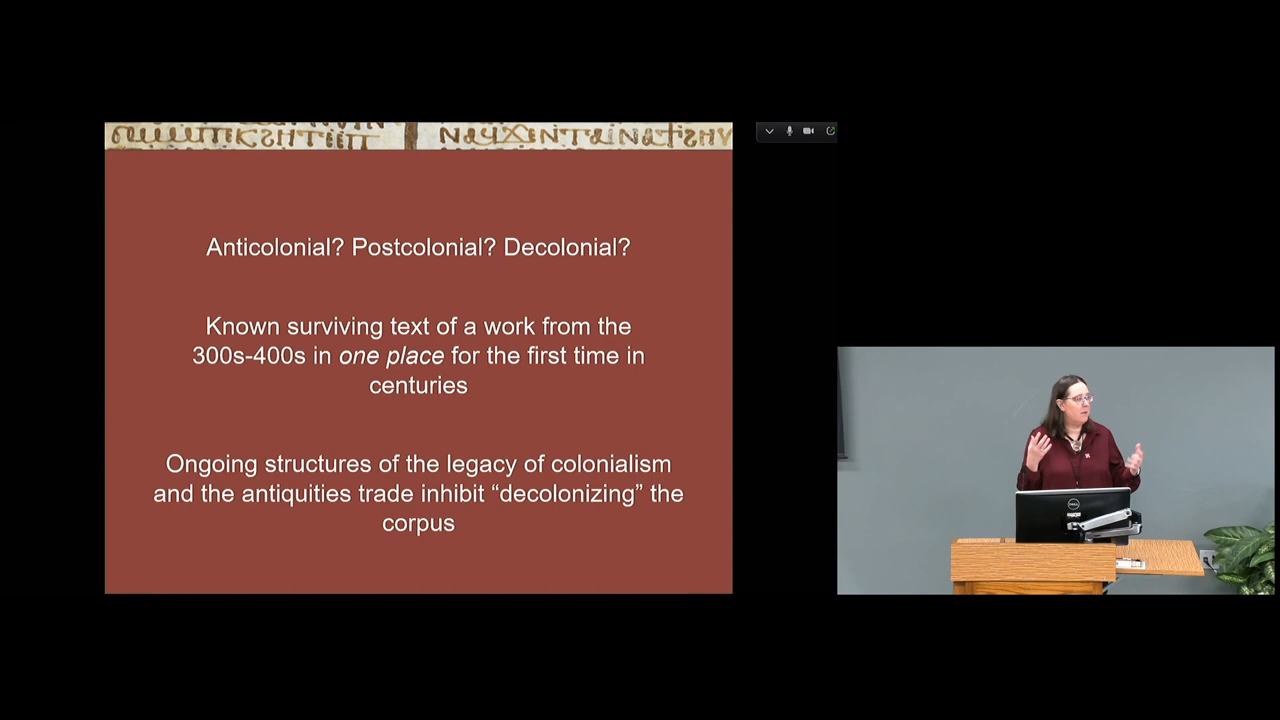 Anticolonial? Postcolonial? Decolonial?
Known surviving text of a work from the
300s-400s in one place for the first time in
centuries
Ongoing structures of the legacy of colonialism
and the antiquities trade inhibit “decolonizing” the
corpus
DELL